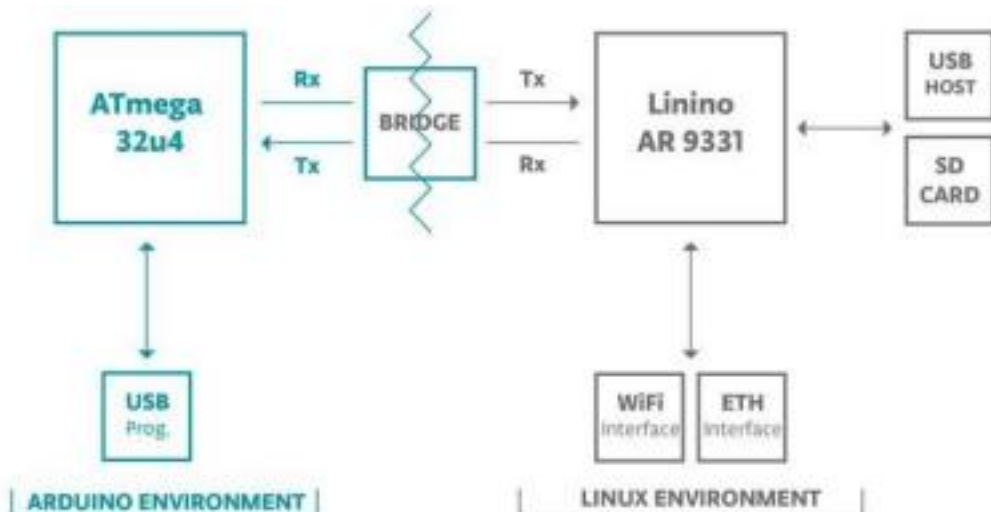 ATmega
32u4
Rx
Tx
BRIDGE
Tx
Rx
Linino
AR 9331
USB
HOST
SD
CARD
USB
Prog.
WiFi
Interface
ETH
Interface
ARDUINO ENVIRONMENT
LINUX ENVIRONMENT